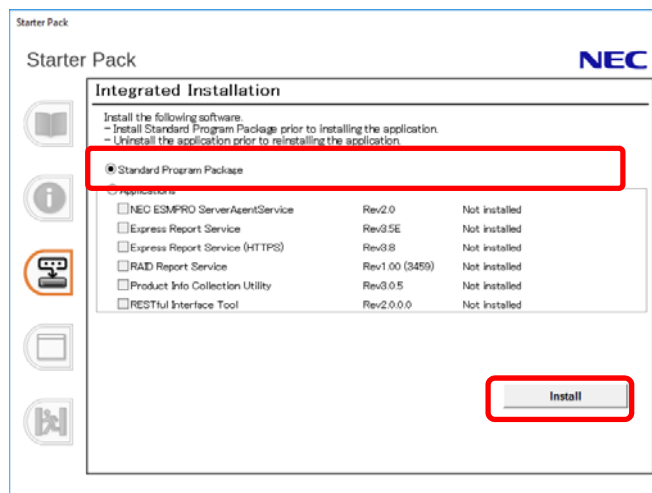 Starter Pack
Starter Pack NEC
Integrated Installation
Install the following software.
- Install Standard Program Package prior to installing the application.
- Uninstall the application prior to reinstalling the application.
Standard Program Package
Applications
NEC ESMPRO ServerAgentService Rev2.0 Not installed
Express Report Service Rev3.5E Not installed
Express Report Service (HTTPS) Rev3.8 Not installed
RAID Report Service Rev1.00 (3459) Not installed
Product Info Collection Utility Rev3.0.5 Not installed
RESTful Interface Tool Rev2.0.0.0 Not installed
Install